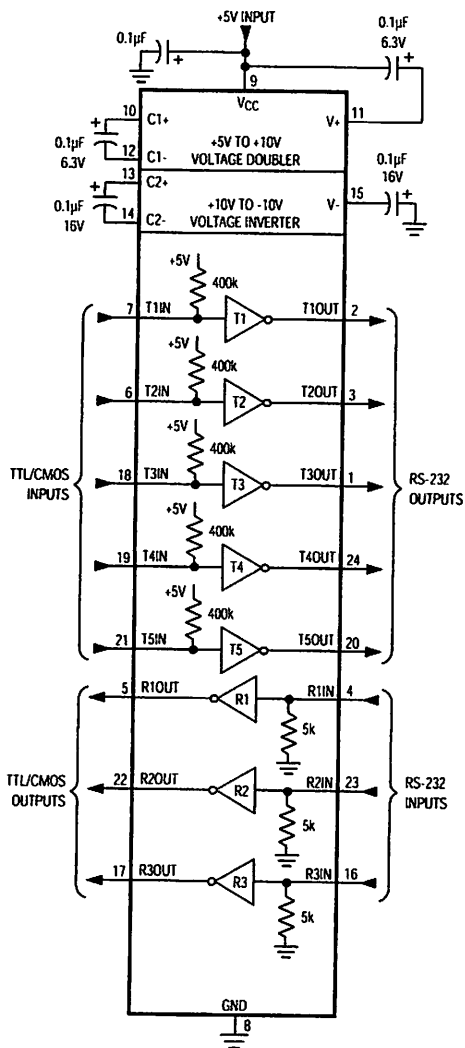 +5V INPUT
0.1µF
+
0.1µF
6.3V
+
9
VCC
10
C1+
V+
11
+
0.1µF
6.3V
12
C1-
+5V TO +10V
VOLTAGE DOUBLER
13
C2+
+
0.1µF
16V
14
C2-
+10V TO -10V
VOLTAGE INVERTER
V-
15
0.1µF
16V
+
+5V
400k
7
T1IN
T1
T1OUT
2
+5V
400k
6
T2IN
T2
T2OUT
3
+5V
400k
TTL/CMOS
INPUTS
18
T3IN
T3
T3OUT
1
RS-232
OUTPUTS
+5V
400k
19
T4IN
T4
T4OUT
24
+5V
400k
21
T5IN
T5
T5OUT
20
5
R1OUT
R1
R1IN
4
5k
TTL/CMOS
OUTPUTS
22
R2OUT
R2
R2IN
23
RS-232
INPUTS
5k
17
R3OUT
R3
R3IN
16
5k
GND
8